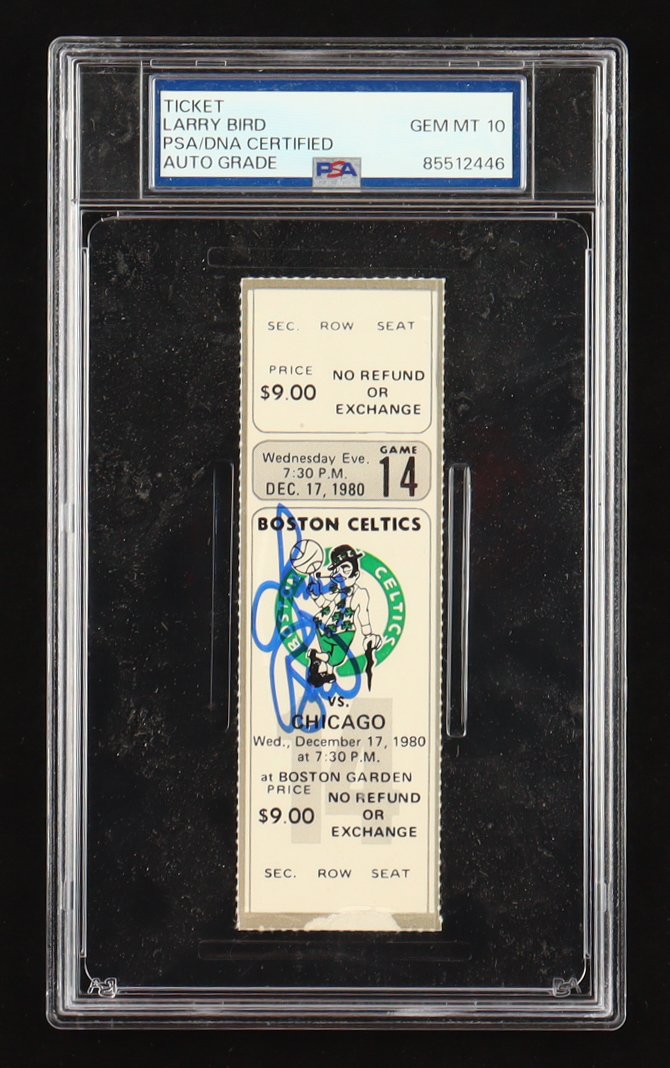 TICKET
LARRY BIRD GEM MT 10
PSA/DNA CERTIFIED
AUTO GRADE PSA 85512446
SEC. ROW SEAT
PRICE
$9.00
NO REFUND
OR
EXCHANGE
Wednesday Eve.
7:30 P.M.
DEC. 17, 1980
GAME
14
BOSTON CELTICS
BOSTON CELTICS
vs.
CHICAGO
Wed., December 17, 1980
at 7:30 P.M.
at BOSTON GARDEN
PRICE
$9.00
NO REFUND
OR
EXCHANGE
14
SEC. ROW SEAT